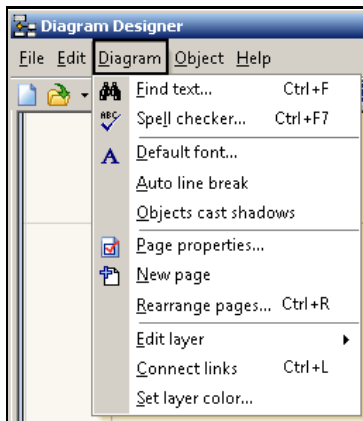 Diagram Designer
File Edit Diagram Object Help
Find text... Ctrl+F
ABC
Spell checker... Ctrl+F7
A Default font...
Auto line break
Objects cast shadows
Page properties...
New page
Rearrange pages... Ctrl+R
Edit layer
Connect links Ctrl+L
Set layer color...